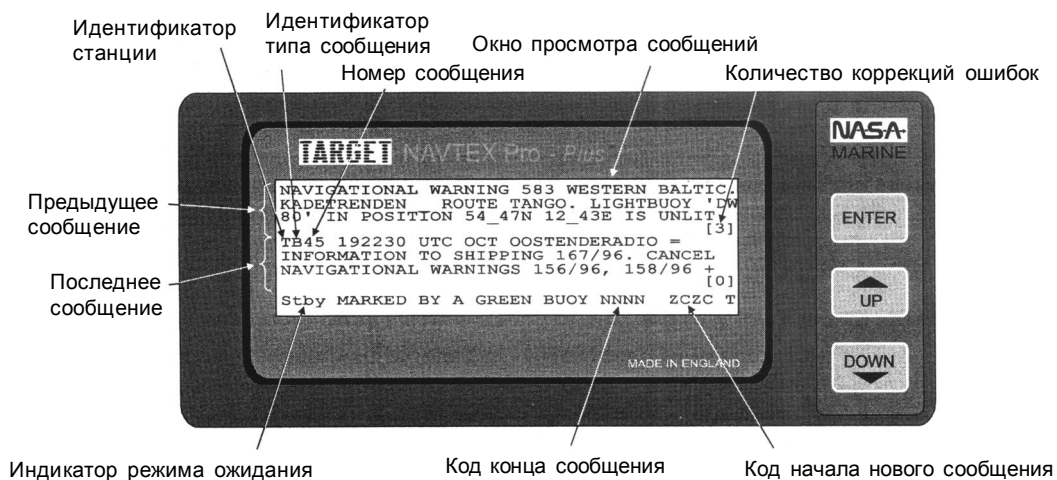 Идентификатор
станции
Идентификатор
типа сообщения
Номер сообщения
Окно просмотра сообщений
Количество коррекций ошибок
NASA
MARINE
TARGET NAVTEX Pro - Plus
Предыдущее
сообщение
Последнее
сообщение
NAVIGATIONAL WARNING 583 WESTERN BALTIC.
KADETRENDEN ROUTE TANGO. LIGHTBUOY 'DW
80' IN POSITION 54_47N 12_43E IS UNLIT
[3]
TB45 192230 UTC OCT OOSTENDERADIO =
INFORMATION TO SHIPPING 167/96. CANCEL
NAVIGATIONAL WARNINGS 156/96, 158/96 +
[0]
Stby MARKED BY A GREEN BUOY NNNN ZCZC T
ENTER
UP
DOWN
MADE IN ENGLAND
Индикатор режима ожидания
Код конца сообщения
Код начала нового сообщения